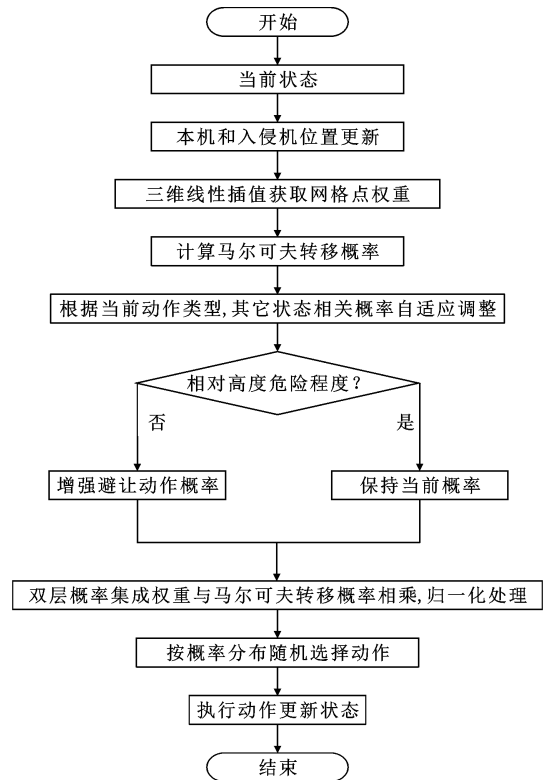 开始
当前状态
本机和入侵机位置更新
三维线性插值获取网格点权重
计算马尔可夫转移概率
根据当前动作类型,其它状态相关概率自适应调整
相对高度危险程度?
否
是
增强避让动作概率
保持当前概率
双层概率集成权重与马尔可夫转移概率相乘,归一化处理
按概率分布随机选择动作
执行动作更新状态
结束